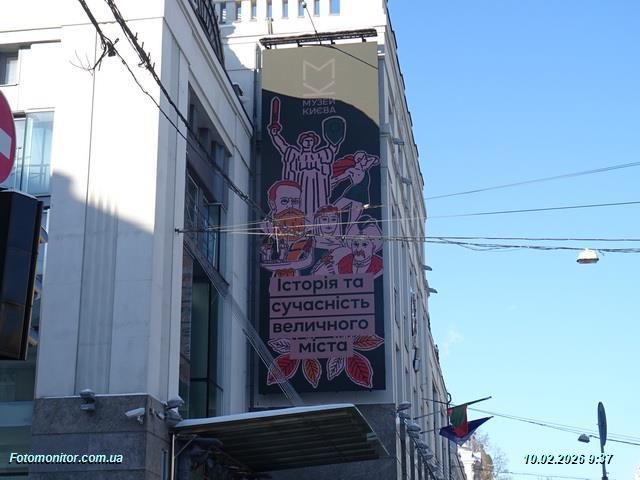 МУЗЕЙ
КИЄВА
Історія та
сучасність
величного
міста
Fotomonitor.com.ua
10.02.2026 9:37